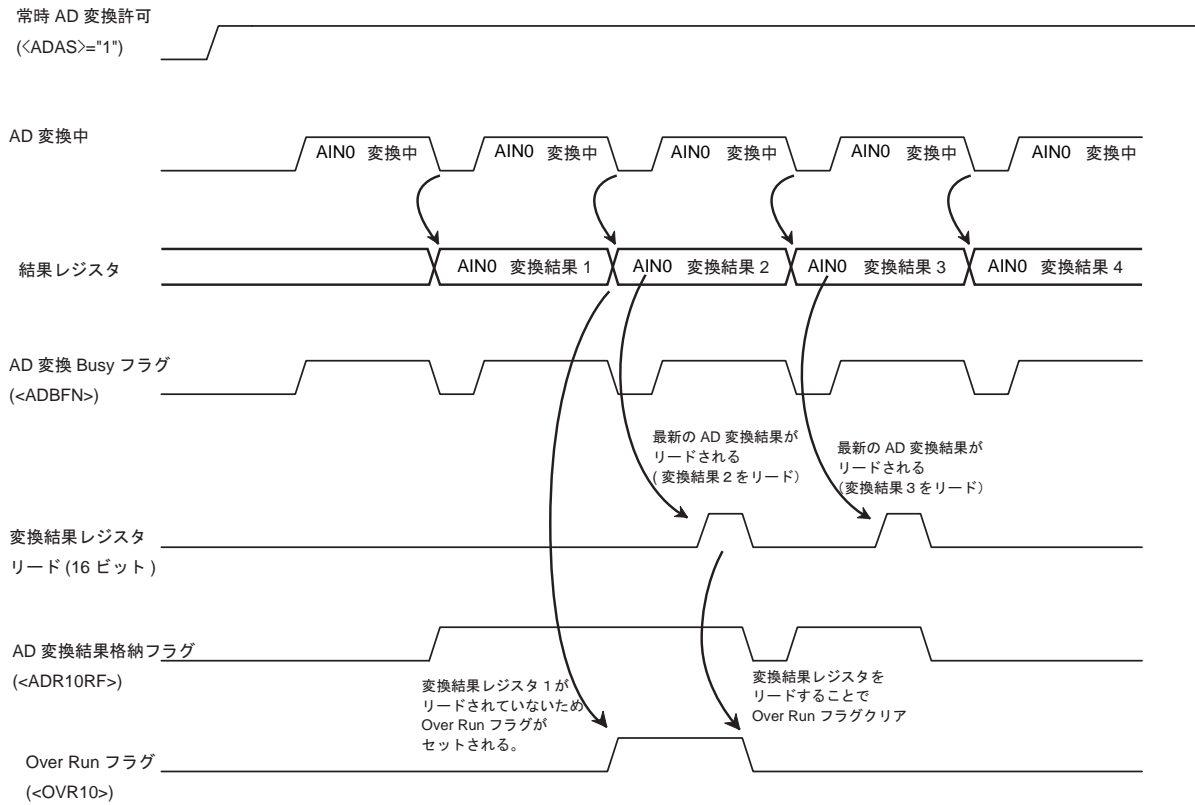 常時 AD 変換許可
(<ADAS>="1")
AD 変換中
AIN0 変換中
AIN0 変換中
AIN0 変換中
AIN0 変換中
AIN0 変換中
結果レジスタ
AIN0 変換結果 1
AIN0 変換結果 2
AIN0 変換結果 3
AIN0 変換結果 4
AD 変換 Busy フラグ
(<ADBFN>)
最新の AD 変換結果が
リードされる
( 変換結果 2 をリード)
最新の AD 変換結果が
リードされる
(変換結果 3 をリード)
変換結果レジスタ
リード (16 ビット )
AD 変換結果格納フラグ
(<ADR10RF>)
変換結果レジスタ 1 が
リードされていないため
Over Run フラグが
セットされる。
変換結果レジスタを
リードすることで
Over Run フラグクリア
Over Run フラグ
(<OVR10>)